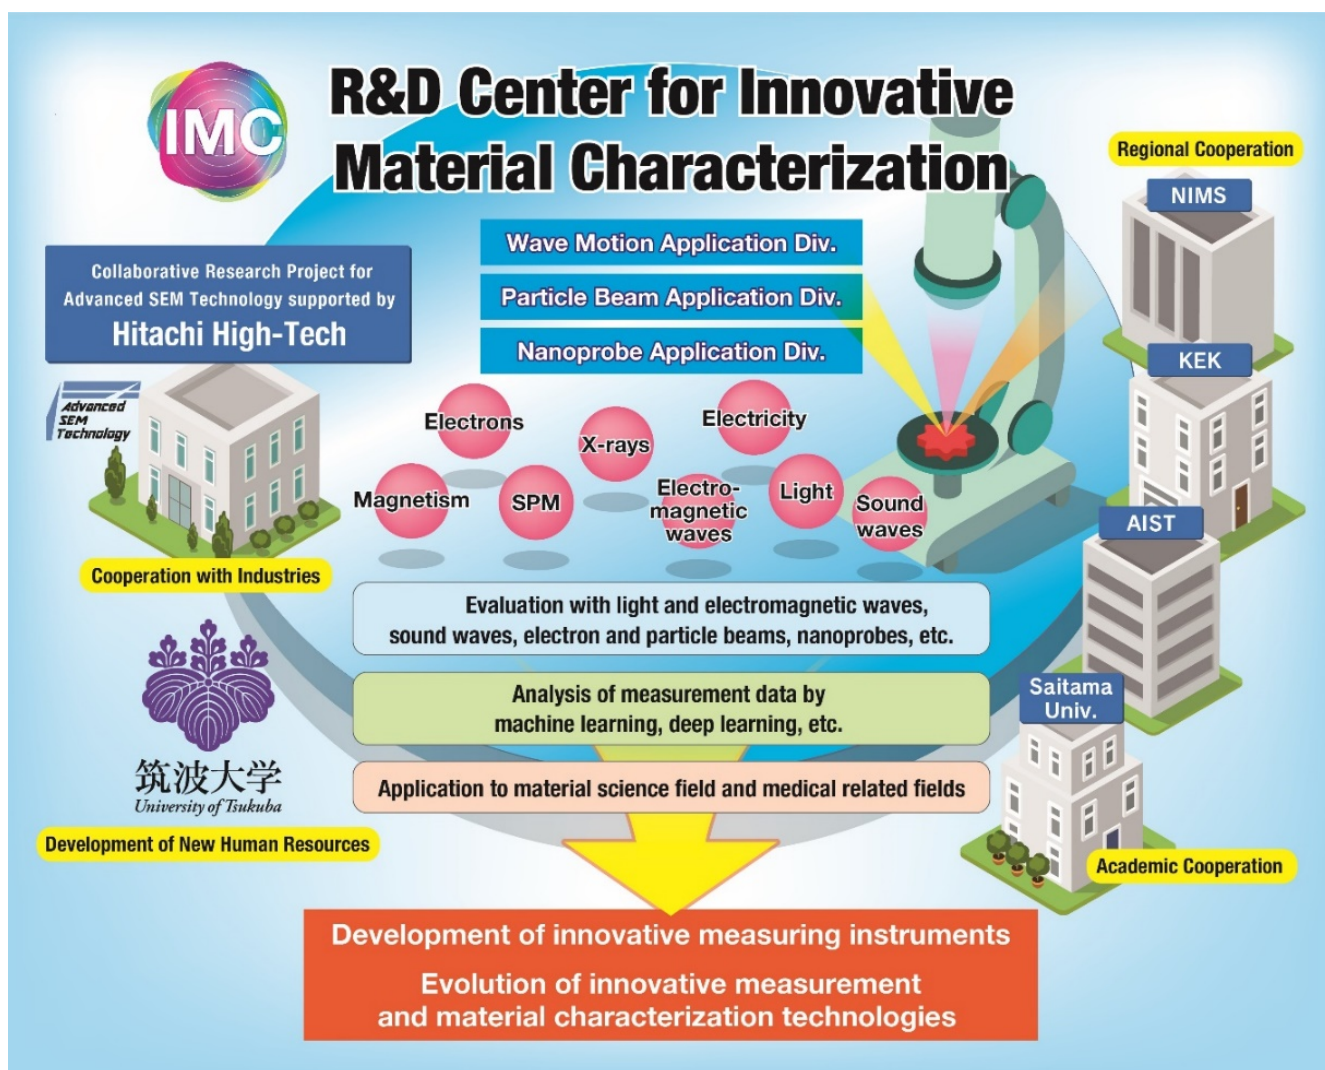 IMC
R&D Center for Innovative
Material Characterization
Regional Cooperation
NIMS
Wave Motion Application Div.
Particle Beam Application Div.
Nanoprobe Application Div.
Collaborative Research Project for
Advanced SEM Technology supported by
Hitachi High-Tech
KEK
Advanced
SEM
Technology
Electrons
X-rays
Electricity
Magnetism
SPM
Electro-
magnetic
waves
Light
Sound
waves
AIST
Cooperation with Industries
Evaluation with light and electromagnetic waves,
sound waves, electron and particle beams, nanoprobes, etc.
Analysis of measurement data by
machine learning, deep learning, etc.
Saitama
Univ.
筑波大学
University of Tsukuba
Application to material science field and medical related fields
Development of New Human Resources
Academic Cooperation
Development of innovative measuring instruments
Evolution of innovative measurement
and material characterization technologies